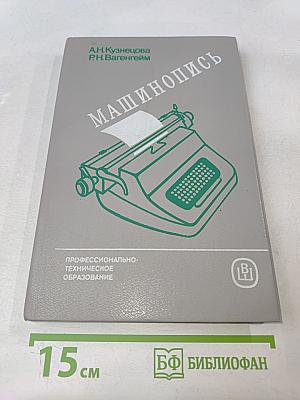 А.Н.Кузнецова
Р.Н.Вагенгейм
МАШИНОПИСЬ
ПРОФЕССИОНАЛЬНО-
ТЕХНИЧЕСКОЕ
ОБРАЗОВАНИЕ
15 см
БФ БИБЛИОФАН